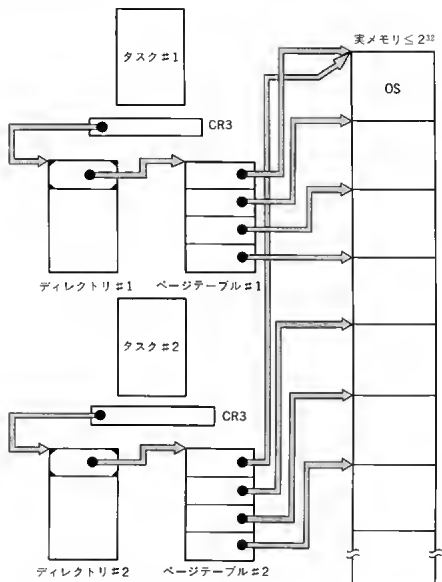 タスク#1
実メモリ≦2³²
OS
CR3
ディレクトリ#1
ページテーブル#1
タスク#2
CR3
ディレクトリ#2
ページテーブル#2